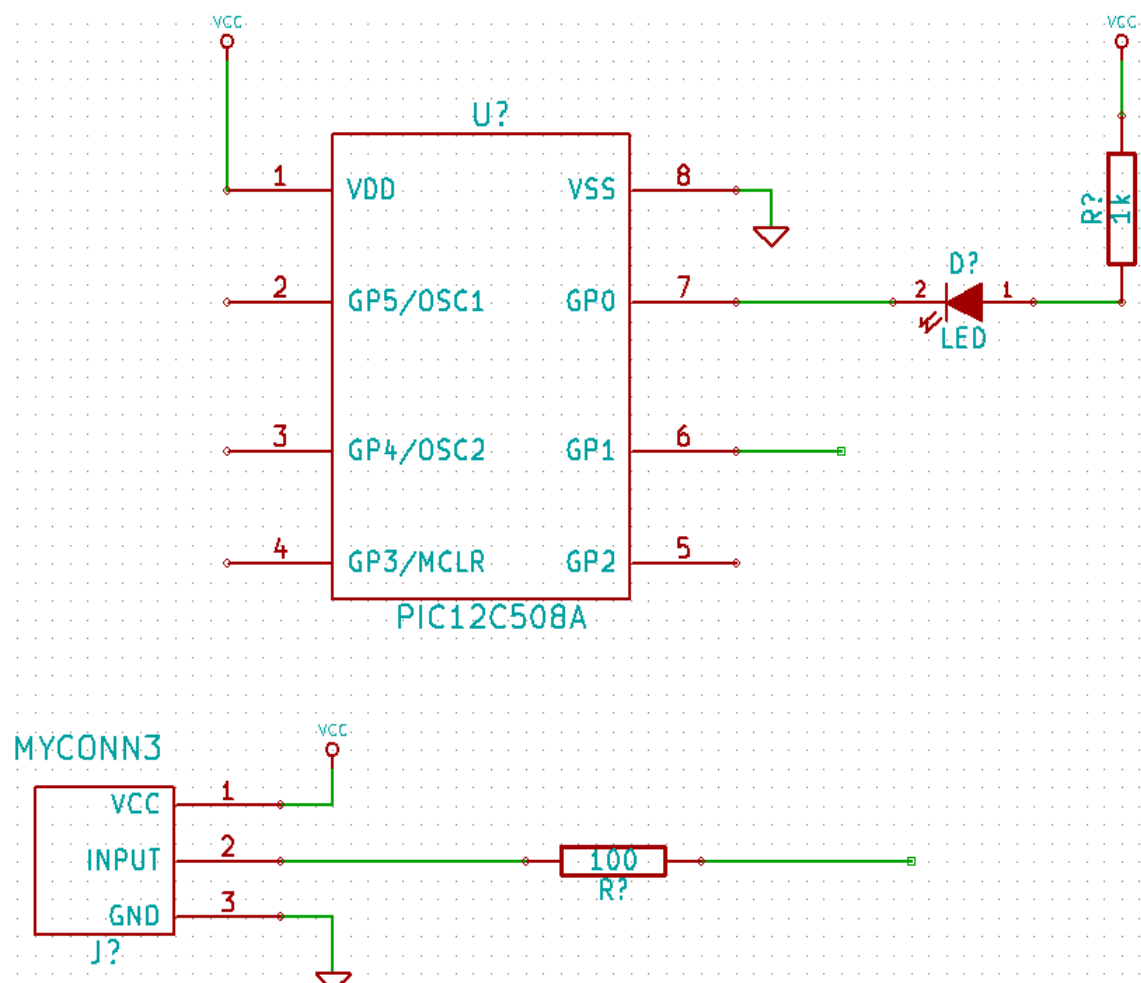 VCC
VCC
U?
1
VDD
VSS
8
R?
1k
2
GP5/OSC1
GP0
7
D?
2
1
LED
3
GP4/OSC2
GP1
6
4
GP3/MCLR
GP2
5
PIC12C508A
MYCONN3
VCC
VCC
1
INPUT
2
100
R?
GND
3
J?